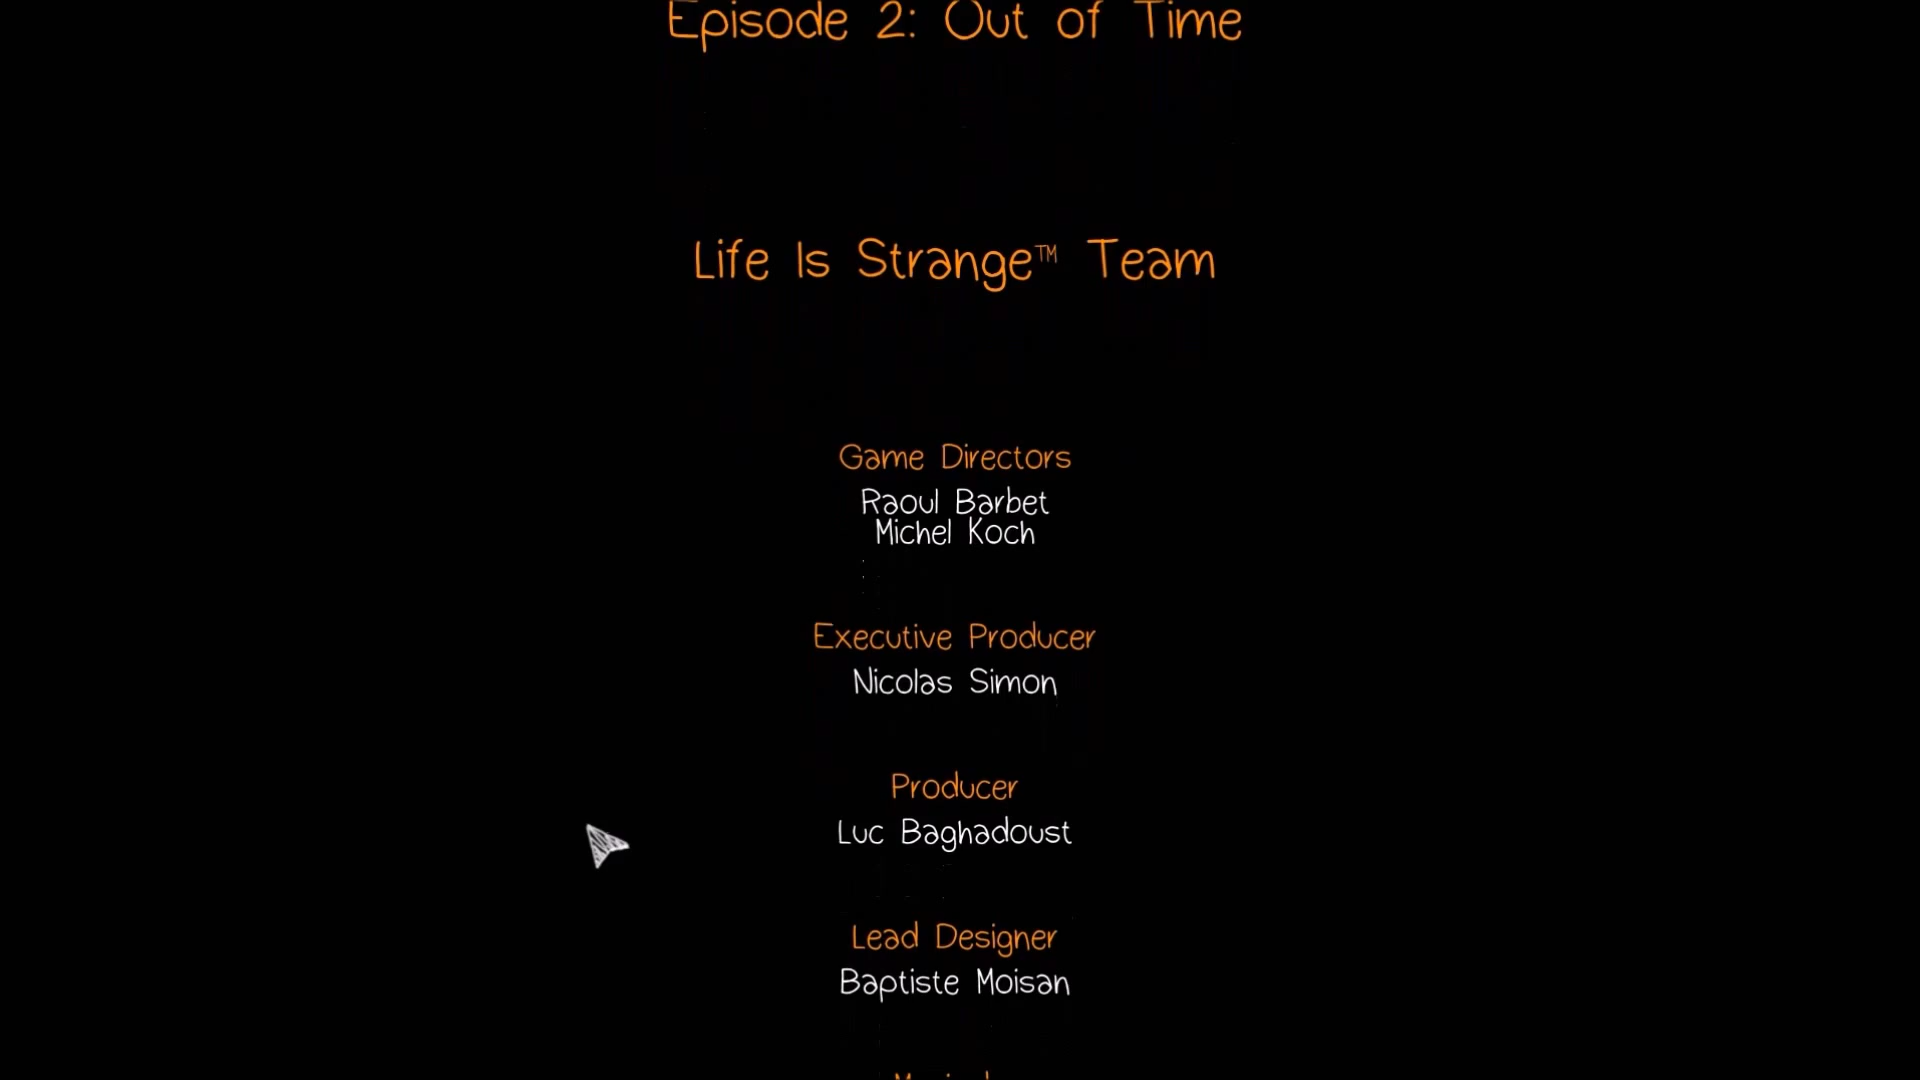 Episode 2: Out of Time
Life Is Strange™ Team
Game Directors
Raoul Barbet
Michel Koch
Executive Producer
Nicolas Simon
Producer
Luc Baghadoust
Lead Designer
Baptiste Moisan